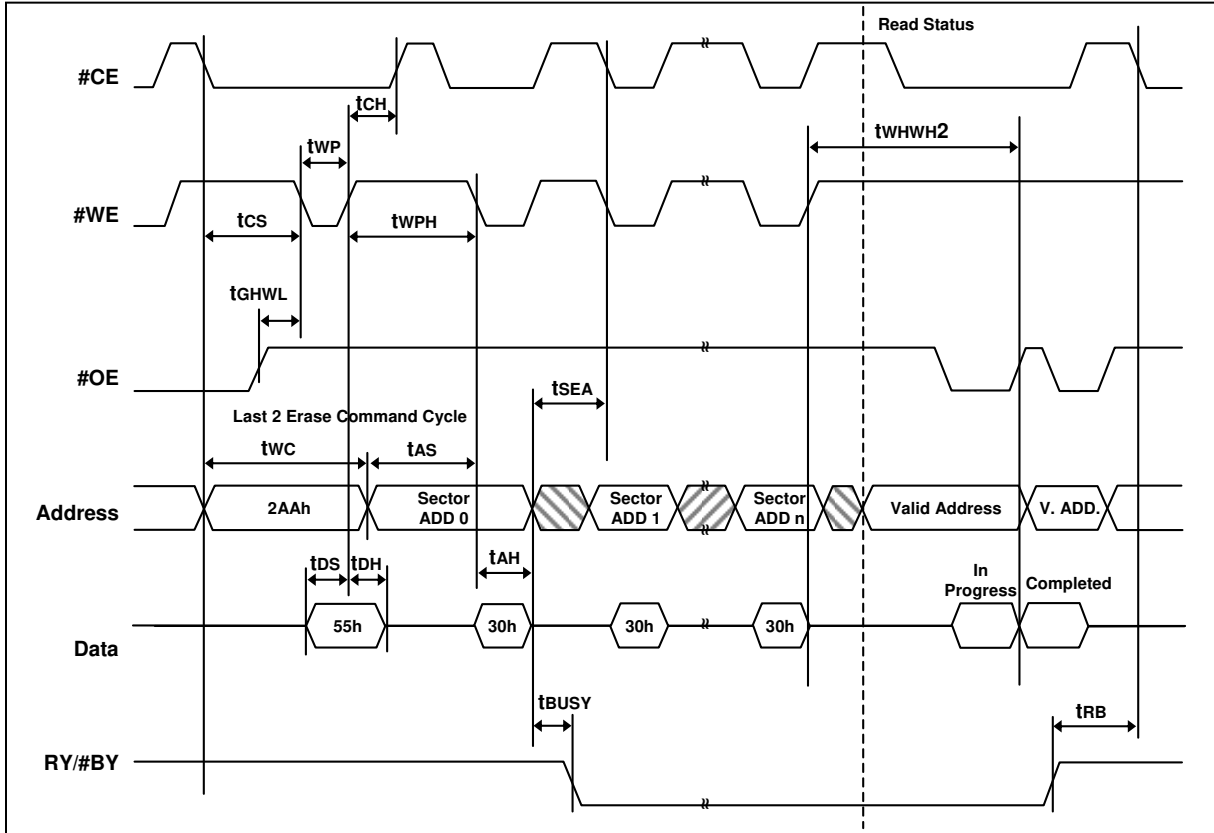 Read Status
#CE
tCH
tWHWH2
tWP
#WE
tCS
tWPH
tGHWL
#OE
tSEA
Last 2 Erase Command Cycle
tWC
tAS
Address
2AAh
Sector
ADD 0
Sector
ADD 1
Sector
ADD n
Valid Address
V. ADD.
tAH
tDS
tDH
In
Progress
Completed
Data
55h
30h
30h
30h
tBUSY
tRB
RY/#BY